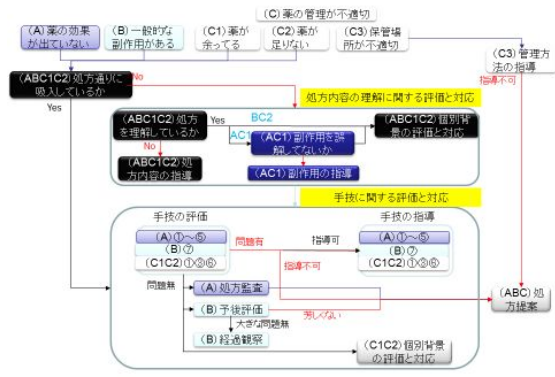 (C) 薬の管理が不適切
(A) 薬の効果
が出ていない
(B) 一般的な
副作用がある
(C1) 薬が
余ってる
(C2) 薬が
足りない
(C3) 保管場
所が不適切
(C3) 管理方
法の指導
(ABC1C2) 処方通りに
吸入しているか
No
指導不可
処方内容の理解に関する評価と対応
Yes
(ABC1C2) 処方
を理解しているか
Yes
BC2
AC1
(AC1) 副作用を誤
解してないか
(ABC1C2) 個別背
景の評価と対応
No
(ABC1C2) 処
方内容の指導
(AC1) 副作用の指導
手技に関する評価と対応
手技の評価
手技の指導
(A) ①～⑤
(B) ⑦
(C1C2) ①③⑥
問題有
指導可
(A) ①～⑤
(B) ⑦
(C1C2) ①③⑥
指導不可
問題無
(A) 処方監査
(B) 予後評価
芳しくない
大きな問題無
(B) 経過観察
(C1C2) 個別背景
の評価と対応
(ABC) 処
方提案